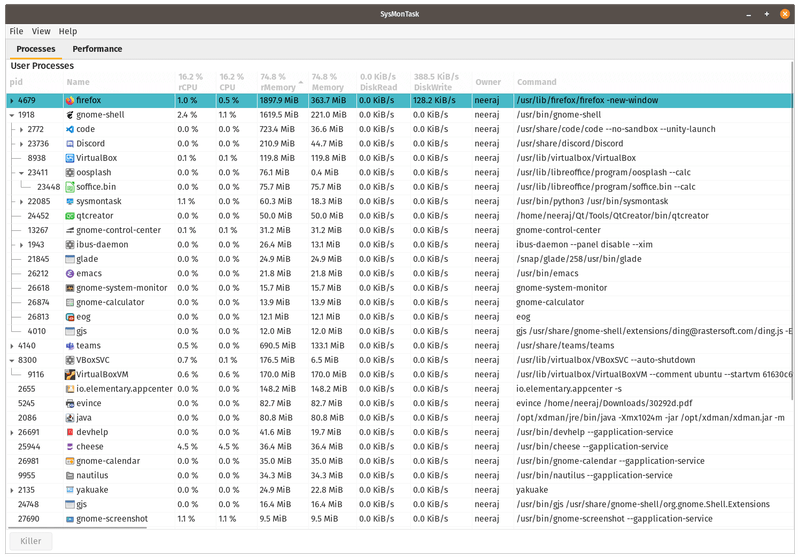 SysMonTask
File View Help
Processes Performance
User Processes
16.2 % 16.2 % 74.8 % 74.8 % 0.0 KiB/s 388.5 KiB/s
pid Name rCPU CPU rMemory Memory DiskRead DiskWrite Owner Command
4679 firefox 1.0 % 0.5 % 1897.9 MiB 363.7 MiB 0.0 KiB/s 128.2 KiB/s neeraj /usr/lib/firefox/firefox -new-window
1918 gnome-shell 2.4 % 1.1 % 1619.5 MiB 221.0 MiB 0.0 KiB/s 0.0 KiB/s neeraj /usr/bin/gnome-shell
2772 code 0.0 % 0.0 % 723.4 MiB 36.6 MiB 0.0 KiB/s 0.0 KiB/s neeraj /usr/share/code/code --no-sandbox --unity-launch
23736 Discord 0.0 % 0.0 % 210.9 MiB 44.7 MiB 0.0 KiB/s 0.0 KiB/s neeraj /usr/share/discord/Discord
8938 VirtualBox 0.1 % 0.1 % 119.8 MiB 119.8 MiB 0.0 KiB/s 0.0 KiB/s neeraj /usr/lib/virtualbox/VirtualBox
23411 oosplash 0.0 % 0.0 % 76.1 MiB 0.4 MiB 0.0 KiB/s 0.0 KiB/s neeraj /usr/lib/libreoffice/program/oosplash --calc
23448 soffice.bin 0.0 % 0.0 % 75.7 MiB 75.7 MiB 0.0 KiB/s 0.0 KiB/s neeraj /usr/lib/libreoffice/program/soffice.bin --calc
22085 sysmontask 1.1 % 0.0 % 60.3 MiB 18.3 MiB 0.0 KiB/s 0.0 KiB/s neeraj /usr/bin/python3 /usr/bin/sysmontask
24452 qtcreator 0.0 % 0.0 % 50.0 MiB 50.0 MiB 0.0 KiB/s 0.0 KiB/s neeraj /home/neeraj/Qt/Tools/QtCreator/bin/qtcreator
13267 gnome-control-center 0.1 % 0.1 % 31.2 MiB 31.2 MiB 0.0 KiB/s 0.0 KiB/s neeraj gnome-control-center
1943 ibus-daemon 0.0 % 0.0 % 26.4 MiB 13.1 MiB 0.0 KiB/s 0.0 KiB/s neeraj ibus-daemon --panel disable --xim
21845 glade 0.0 % 0.0 % 24.9 MiB 24.9 MiB 0.0 KiB/s 0.0 KiB/s neeraj /snap/glade/258/usr/bin/glade
26212 emacs 0.0 % 0.0 % 21.8 MiB 21.8 MiB 0.0 KiB/s 0.0 KiB/s neeraj /usr/bin/emacs
26618 gnome-system-monitor 0.0 % 0.0 % 15.7 MiB 15.7 MiB 0.0 KiB/s 0.0 KiB/s neeraj gnome-system-monitor
26874 gnome-calculator 0.0 % 0.0 % 13.9 MiB 13.9 MiB 0.0 KiB/s 0.0 KiB/s neeraj gnome-calculator
26813 eog 0.0 % 0.0 % 12.1 MiB 12.1 MiB 0.0 KiB/s 0.0 KiB/s neeraj eog
4010 gjs 0.0 % 0.0 % 12.0 MiB 12.0 MiB 0.0 KiB/s 0.0 KiB/s neeraj gjs /usr/share/gnome-shell/extensions/ding@rastersoft.com/ding.js -E
4140 teams 0.5 % 0.0 % 690.5 MiB 133.1 MiB 0.0 KiB/s 0.0 KiB/s neeraj /usr/share/teams/teams
8300 VBoxSVC 0.7 % 0.1 % 176.5 MiB 6.5 MiB 0.0 KiB/s 0.0 KiB/s neeraj /usr/lib/virtualbox/VBoxSVC --auto-shutdown
9116 VirtualBoxVM 0.6 % 0.6 % 170.0 MiB 170.0 MiB 0.0 KiB/s 0.0 KiB/s neeraj /usr/lib/virtualbox/VirtualBoxVM --comment ubuntu --startvm 61630c6
2655 io.elementary.appcenter 0.0 % 0.0 % 148.2 MiB 148.2 MiB 0.0 KiB/s 0.0 KiB/s neeraj io.elementary.appcenter -s
5245 evince 0.0 % 0.0 % 82.7 MiB 82.7 MiB 0.0 KiB/s 0.0 KiB/s neeraj evince /home/neeraj/Downloads/30292d.pdf
2086 java 0.0 % 0.0 % 80.8 MiB 80.8 MiB 0.0 KiB/s 0.0 KiB/s neeraj /opt/xdman/jre/bin/java -Xmx1024m -jar /opt/xdman/xdman.jar -m
26691 devhelp 0.0 % 0.0 % 41.6 MiB 19.7 MiB 0.0 KiB/s 0.0 KiB/s neeraj /usr/bin/devhelp --gapplication-service
25944 cheese 4.5 % 4.5 % 36.4 MiB 36.4 MiB 0.0 KiB/s 0.0 KiB/s neeraj /usr/bin/cheese --gapplication-service
26981 gnome-calendar 0.0 % 0.0 % 35.0 MiB 35.0 MiB 0.0 KiB/s 0.0 KiB/s neeraj /usr/bin/gnome-calendar --gapplication-service
9955 nautilus 0.0 % 0.0 % 34.3 MiB 34.3 MiB 0.0 KiB/s 0.0 KiB/s neeraj /usr/bin/nautilus --gapplication-service
2135 yakuake 0.0 % 0.0 % 24.9 MiB 22.8 MiB 0.0 KiB/s 0.0 KiB/s neeraj yakuake
24748 gjs 0.0 % 0.0 % 16.4 MiB 16.4 MiB 0.0 KiB/s 0.0 KiB/s neeraj /usr/bin/gjs /usr/share/gnome-shell/org.gnome.Shell.Extensions
27690 gnome-screenshot 1.1 % 1.1 % 9.5 MiB 9.5 MiB 0.0 KiB/s 0.0 KiB/s neeraj /usr/bin/gnome-screenshot --gapplication-service
Killer